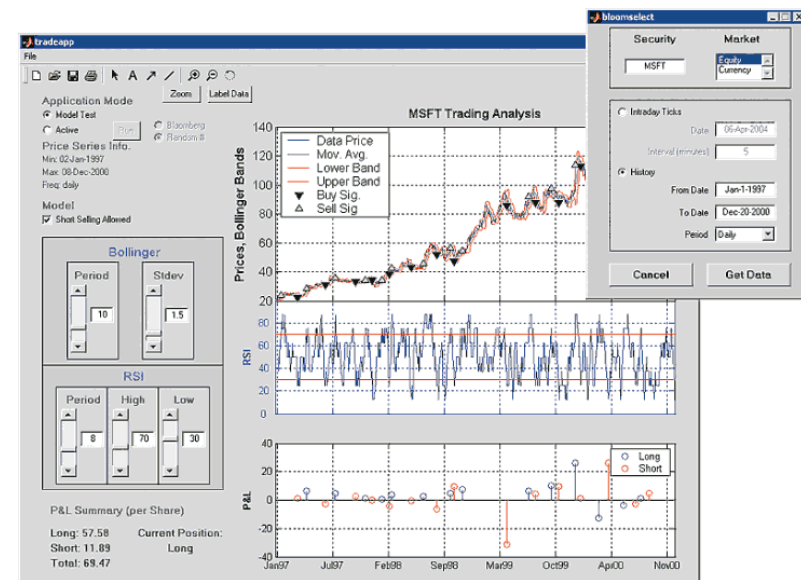 tradeapp
File
Zoom
Label Data
Application Mode
Model Test
Active
Run
Bloomberg
Random #
Price Series Info.
Min: 02-Jan-1997
Max: 08-Dec-2000
Freq: daily
Model
Short Selling Allowed
Bollinger
Period
Stdev
10
1.5
RSI
Period
High
Low
8
70
30
P&L Summary (per Share)
Long: 57.58
Short: 11.89
Total: 69.47
Current Position:
Long
MSFT Trading Analysis
Prices, Bollinger Bands
140
120
100
80
60
40
20
Data Price
Mov. Avg.
Lower Band
Upper Band
Buy Sig.
Sell Sig
RSI
80
60
40
20
0
P&L
40
20
0
-20
-40
Long
Short
Jan97
Jul97
Feb98
Sep98
Mar99
Oct99
Apr00
Nov00
bloomselect
Security
Market
MSFT
Equity
Currency
Intraday Ticks
Date
06-Apr-2004
Interval (minutes)
5
History
From Date
Jan-1-1997
To Date
Dec-20-2000
Period
Daily
Cancel
Get Data